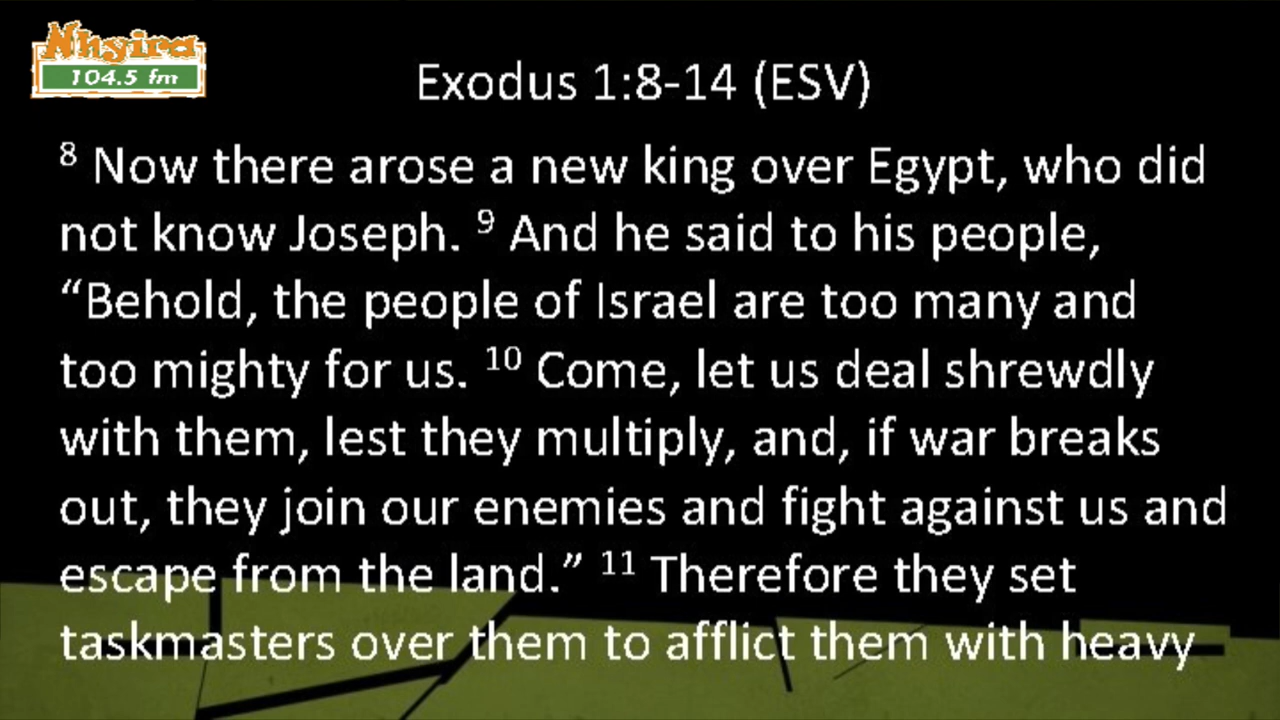 Nhyira
104.5 fm
Exodus 1:8-14 (ESV)
8 Now there arose a new king over Egypt, who did
not know Joseph. 9 And he said to his people,
“Behold, the people of Israel are too many and
too mighty for us. 10 Come, let us deal shrewdly
with them, lest they multiply, and, if war breaks
out, they join our enemies and fight against us and
escape from the land.” 11 Therefore they set
taskmasters over them to afflict them with heavy